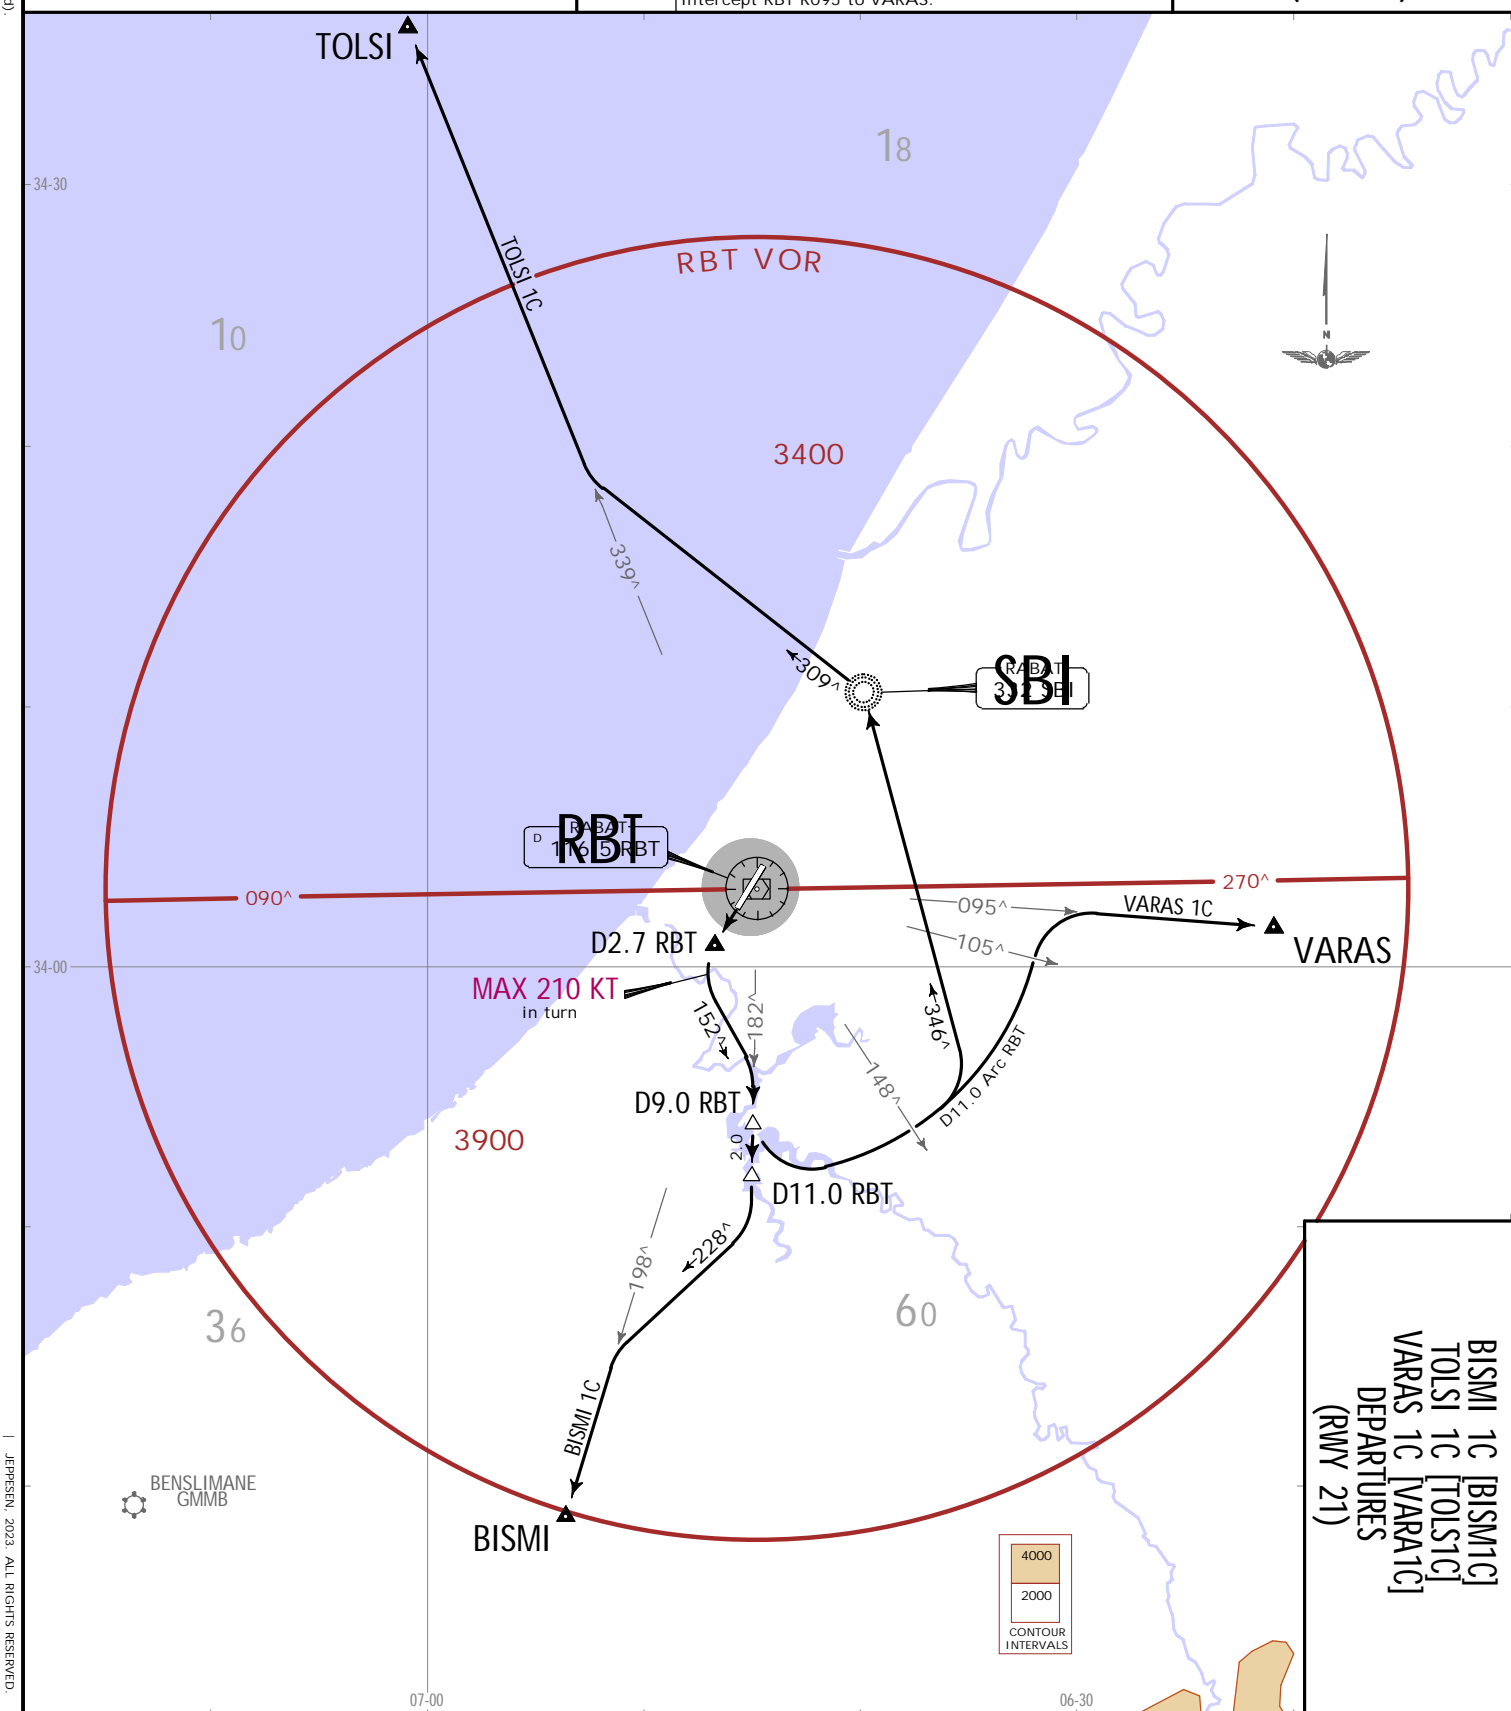 Intercept RBT R095 to VARAS.
TOLSI
18
34-30
TOLSI 1C
RBT VOR
10
N
3400
339^
309^
SBI
RABAT
RBT
RABAT
D
116.5 RBT
090^
270^
095^
VARAS 1C
105^
VARAS
D2.7 RBT
34-00
MAX 210 KT
in turn
152^
182^
346^
148^
D11.0 Arc RBT
D9.0 RBT
3900
2.0
D11.0 RBT
228^
198^
36
60
BISMI 1C
BISMI 1C [BISM1C]
TOLSI 1C [TOLS1C]
VARAS 1C [VARA1C]
DEPARTURES
(RWY 21)
BENSLIMANE
GMMB
BISMI
4000
2000
CONTOUR
INTERVALS
07-00
06-30
| JEPPESEN, 2023. ALL RIGHTS RESERVED.